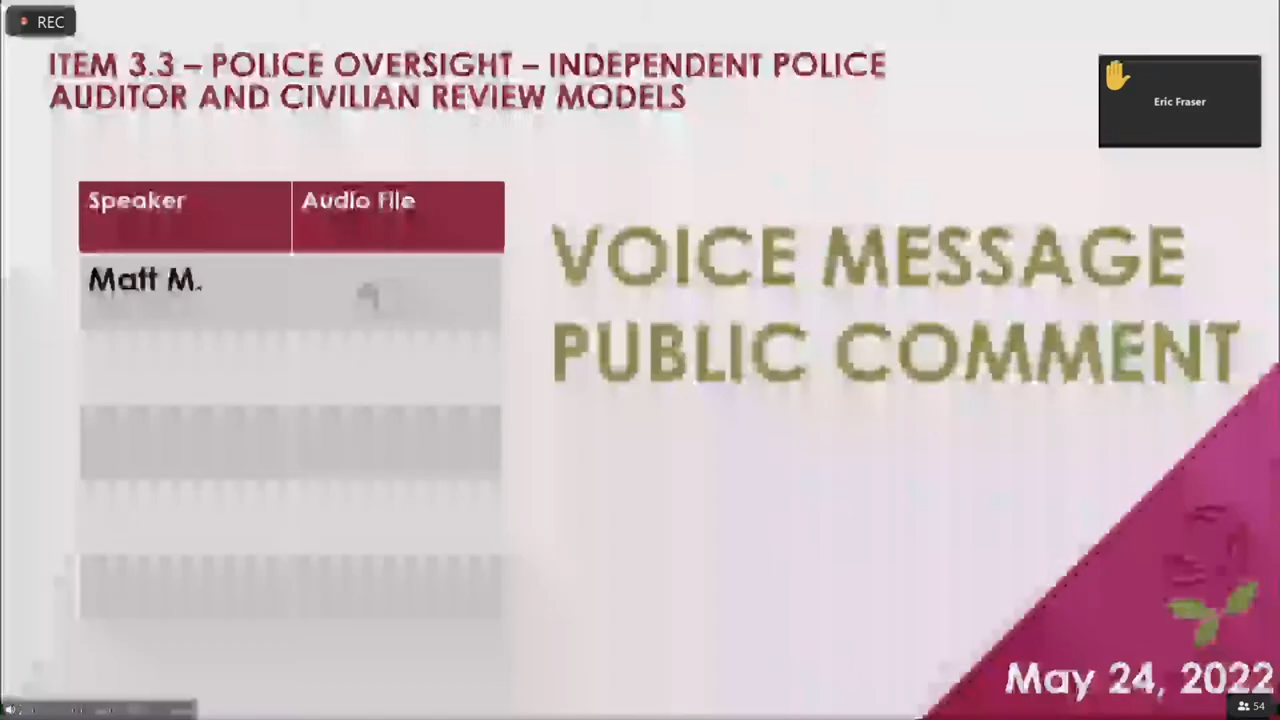 REC
ITEM 3.3 – POLICE OVERSIGHT – INDEPENDENT POLICE
AUDITOR AND CIVILIAN REVIEW MODELS
Eric Fraser
Speaker Audio File
Matt M.
VOICE MESSAGE
PUBLIC COMMENT
May 24, 2022
54